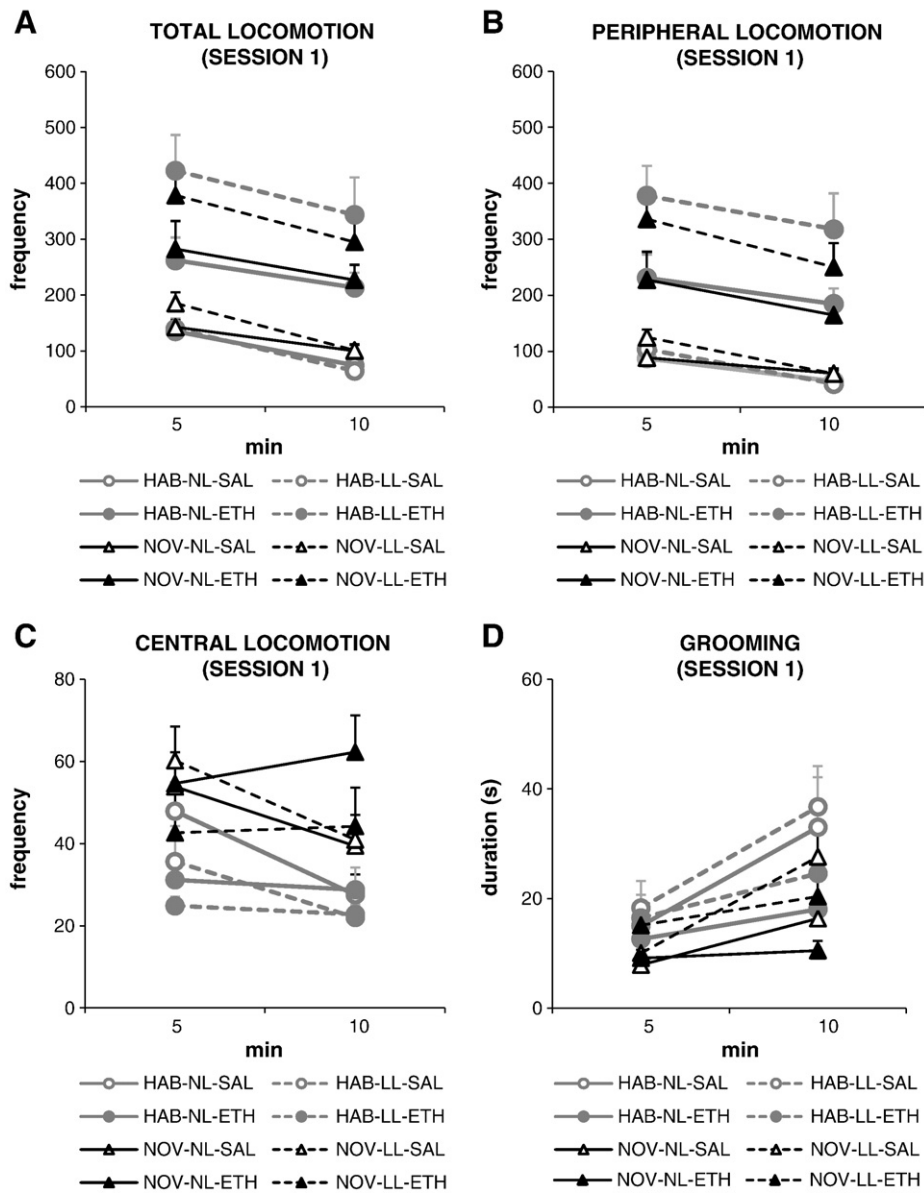 A
TOTAL LOCOMOTION
(SESSION 1)
600
500
400
300
200
100
0
frequency
5
10
min
HAB-NL-SAL
HAB-LL-SAL
HAB-NL-ETH
HAB-LL-ETH
NOV-NL-SAL
NOV-LL-SAL
NOV-NL-ETH
NOV-LL-ETH
B
PERIPHERAL LOCOMOTION
(SESSION 1)
600
500
400
300
200
100
0
frequency
5
10
min
HAB-NL-SAL
HAB-LL-SAL
HAB-NL-ETH
HAB-LL-ETH
NOV-NL-SAL
NOV-LL-SAL
NOV-NL-ETH
NOV-LL-ETH
C
CENTRAL LOCOMOTION
(SESSION 1)
80
60
40
20
0
frequency
5
10
min
HAB-NL-SAL
HAB-LL-SAL
HAB-NL-ETH
HAB-LL-ETH
NOV-NL-SAL
NOV-LL-SAL
NOV-NL-ETH
NOV-LL-ETH
D
GROOMING
(SESSION 1)
60
40
20
0
duration (s)
5
10
min
HAB-NL-SAL
HAB-LL-SAL
HAB-NL-ETH
HAB-LL-ETH
NOV-NL-SAL
NOV-LL-SAL
NOV-NL-ETH
NOV-LL-ETH